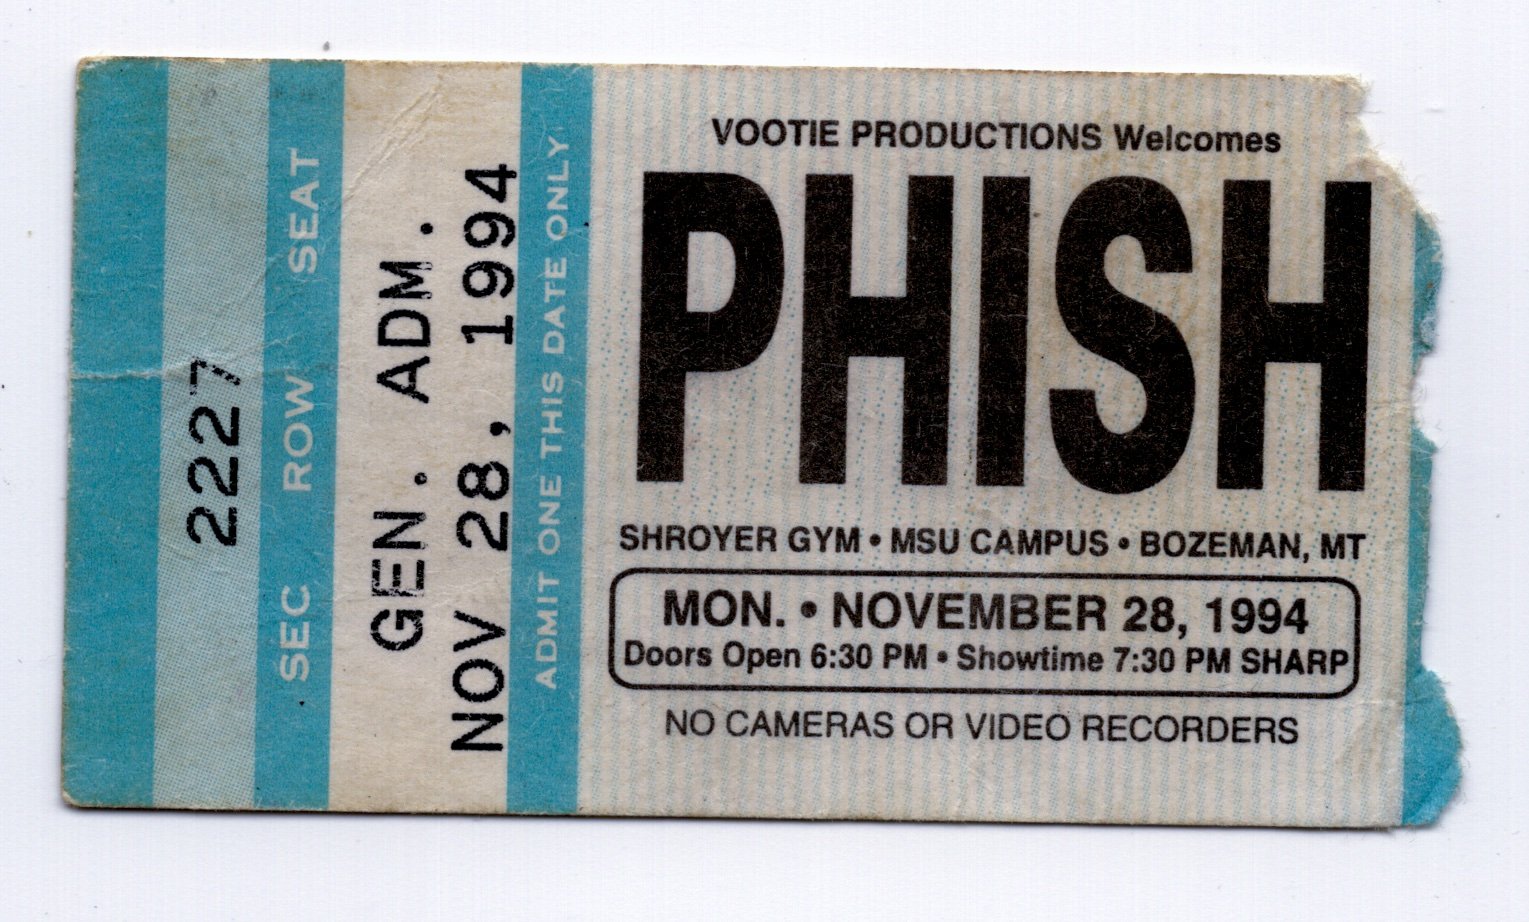 VOOTIE PRODUCTIONS Welcomes
PHISH
SHROYER GYM • MSU CAMPUS • BOZEMAN, MT
MON. • NOVEMBER 28, 1994
Doors Open 6:30 PM • Showtime 7:30 PM SHARP
NO CAMERAS OR VIDEO RECORDERS
2227
SEC ROW SEAT
GEN. ADM.
NOV 28, 1994
ADMIT ONE THIS DATE ONLY